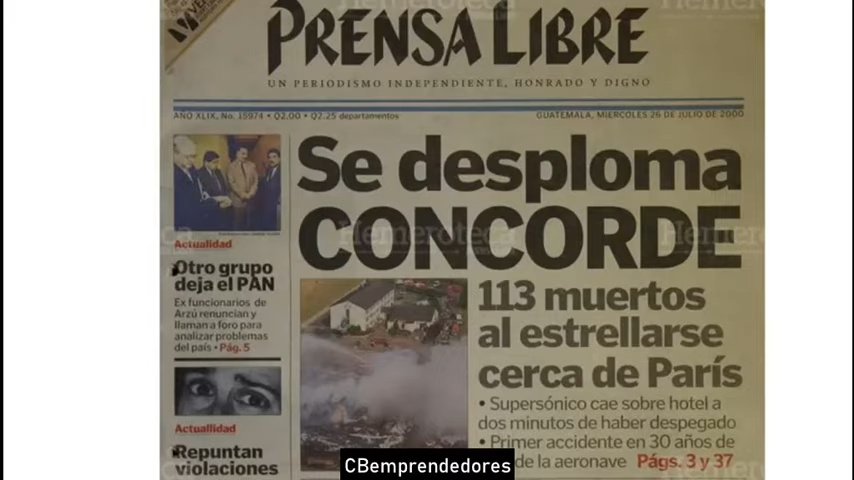 PRENSA LIBRE
UN PERIODISMO INDEPENDIENTE, HONRADO Y DIGNO
AÑO XLIX, No. 15974 • Q2.00 • Q2.25 departamentos
GUATEMALA, MIERCOLES 26 DE JULIO DE 2000
Se desploma
CONCORDE
113 muertos
al estrellarse
cerca de París
• Supersónico cae sobre hotel a
dos minutos de haber despegado
• Primer accidente en 30 años de
de la aeronave Págs. 3 y 37
Actualidad
Otro grupo
deja el PAN
Ex funcionarios de
Arzú renuncian y
llaman a foro para
analizar problemas
del país • Pág. 5
Actuallidad
Repuntan
violaciones
Hemeroteca
CBemprendedores